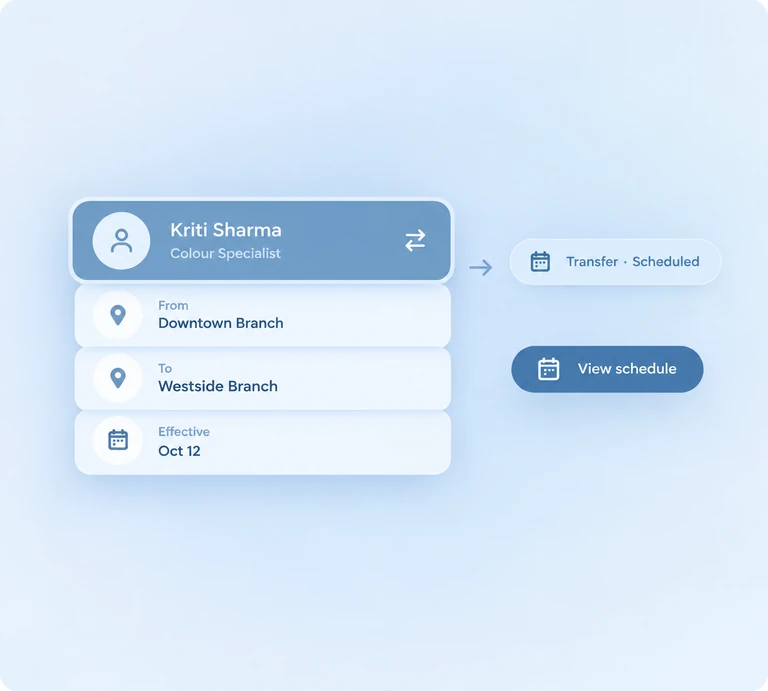 Kriti Sharma
Colour Specialist
From
Downtown Branch
To
Westside Branch
Effective
Oct 12
Transfer · Scheduled
View schedule